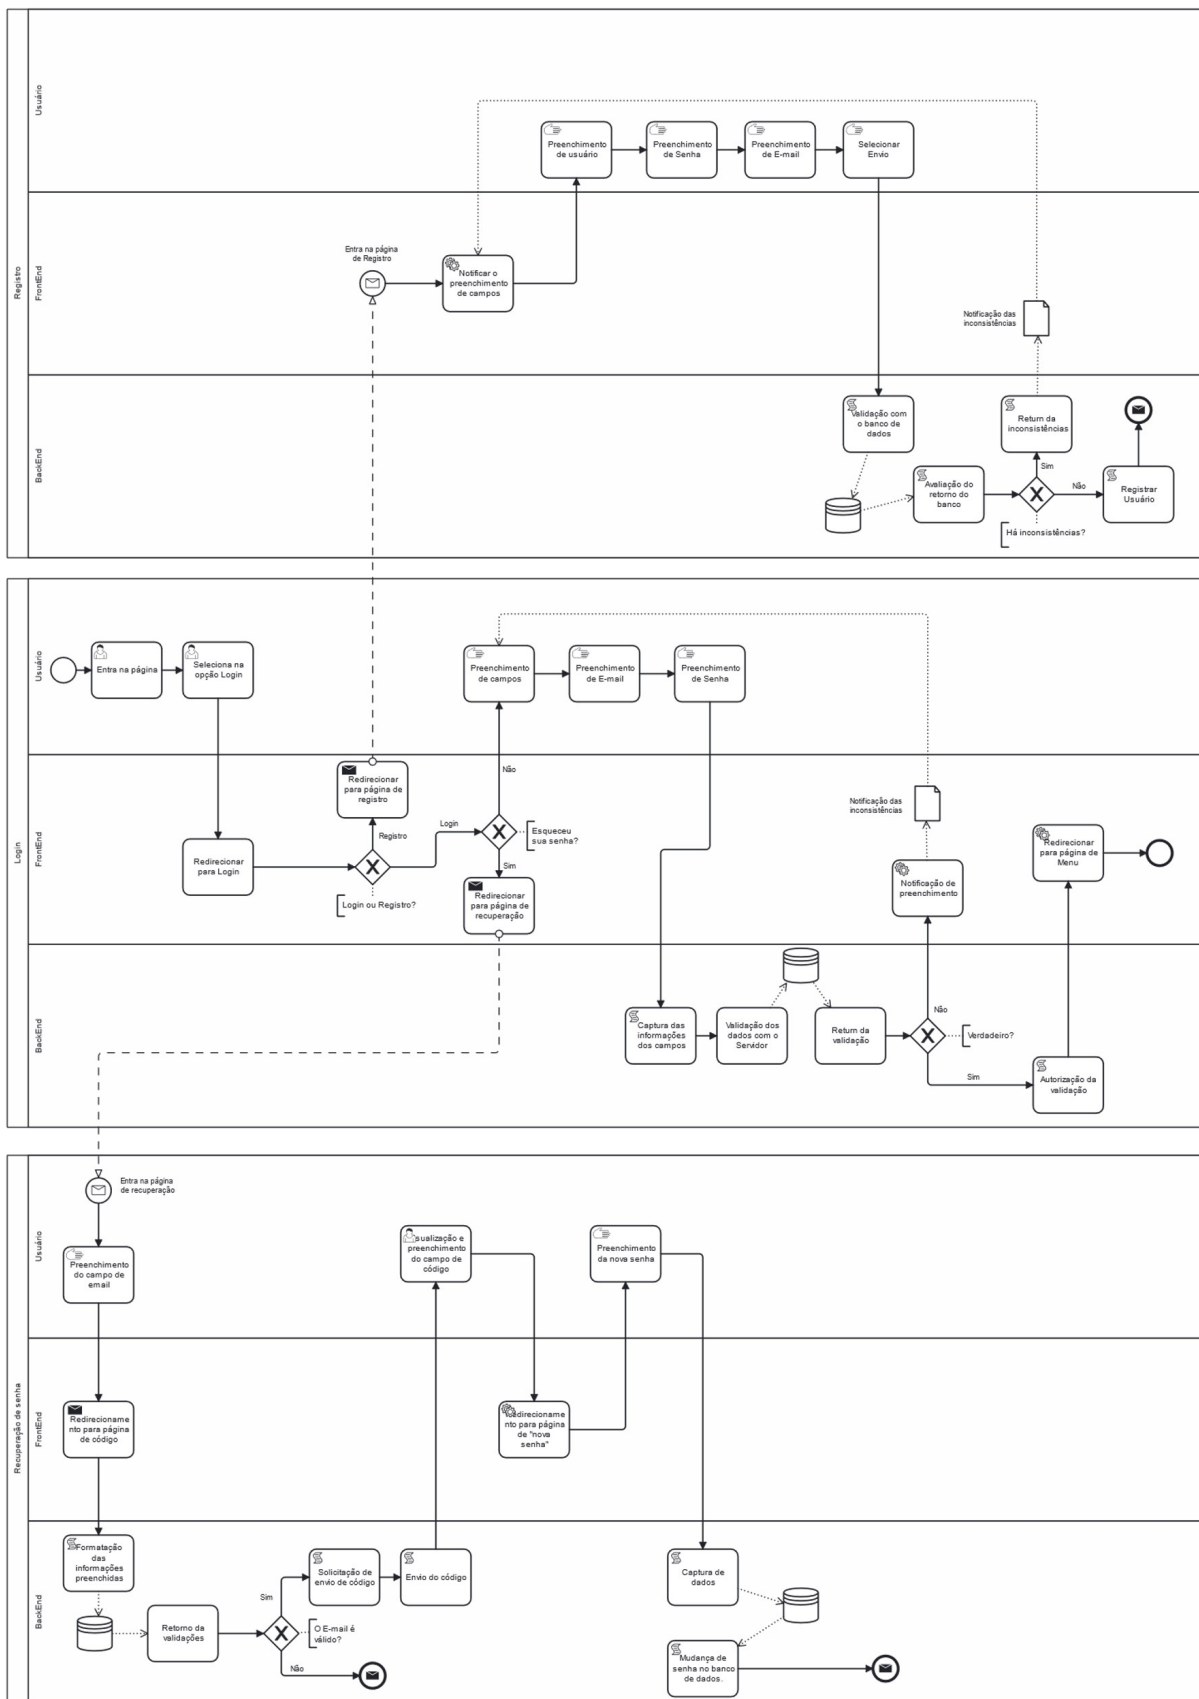 Registro
Usuário
Preenchimento
de usuário
Preenchimento
de Senha
Preenchimento
de E-mail
Selecionar
Envio
FrontEnd
Entra na página
de Registro
Notificar o
preenchimento
de campos
Notificação das
inconsistências
BackEnd
Validação com
o banco de
dados
Return da
inconsistências
Sim
Avaliação do
retorno do
banco
Não
Registrar
Usuário
Há inconsistências?
Login
Usuário
Entra na página
Seleciona na
opção Login
Preenchimento
de campos
Preenchimento
de E-mail
Preenchimento
de Senha
FrontEnd
Não
Redirecionar
para página de
registro
Registro
Login
Esqueceu
sua senha?
Sim
Redirecionar
para Login
Login ou Registro?
Redirecionar
para página de
recuperação
Notificação das
inconsistências
Notificação de
preenchimento
Redirecionar
para página de
Menu
BackEnd
Captura das
informações
dos campos
Validação dos
dados com o
Servidor
Return da
validação
Não
Verdadeiro?
Sim
Autorização da
validação
Recuperação de senha
Usuário
Entra na página
de recuperação
Preenchimento
do campo de
email
sualização e
preenchimento
do campo de
código
Preenchimento
da nova senha
FrontEnd
Redirecioname
nto para página
de código
edirecioname
nto para página
de "nova
senha"
BackEnd
Formatação
das
informações
preenchidas
Retorno da
validações
Sim
O E-mail é
válido?
Não
Solicitação de
envio de código
Envio do código
Captura de
dados
Mudança de
senha no banco
de dados.